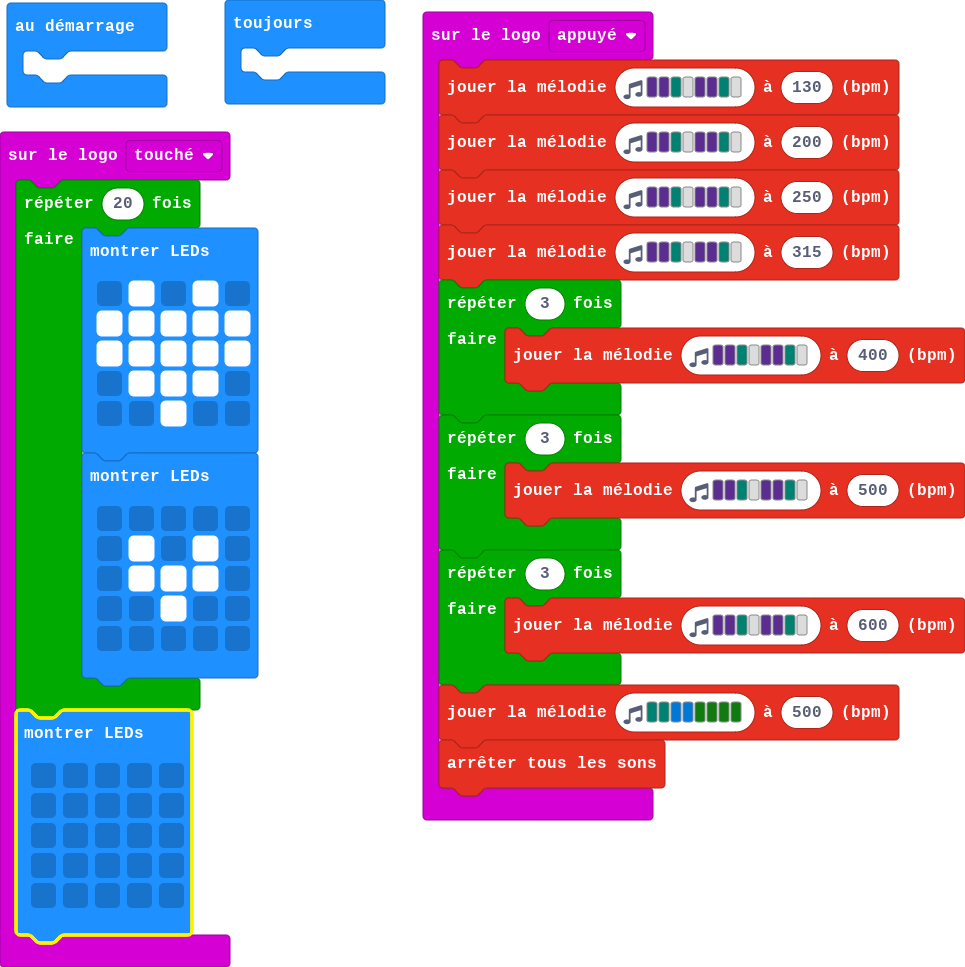 au démarrage
toujours
sur le logo touché
répéter 20 fois
faire
montrer LEDs
montrer LEDs
montrer LEDs
sur le logo appuyé
jouer la mélodie à 130 (bpm)
jouer la mélodie à 200 (bpm)
jouer la mélodie à 250 (bpm)
jouer la mélodie à 315 (bpm)
répéter 3 fois
faire jouer la mélodie à 400 (bpm)
répéter 3 fois
faire jouer la mélodie à 500 (bpm)
répéter 3 fois
faire jouer la mélodie à 600 (bpm)
jouer la mélodie à 500 (bpm)
arrêter tous les sons